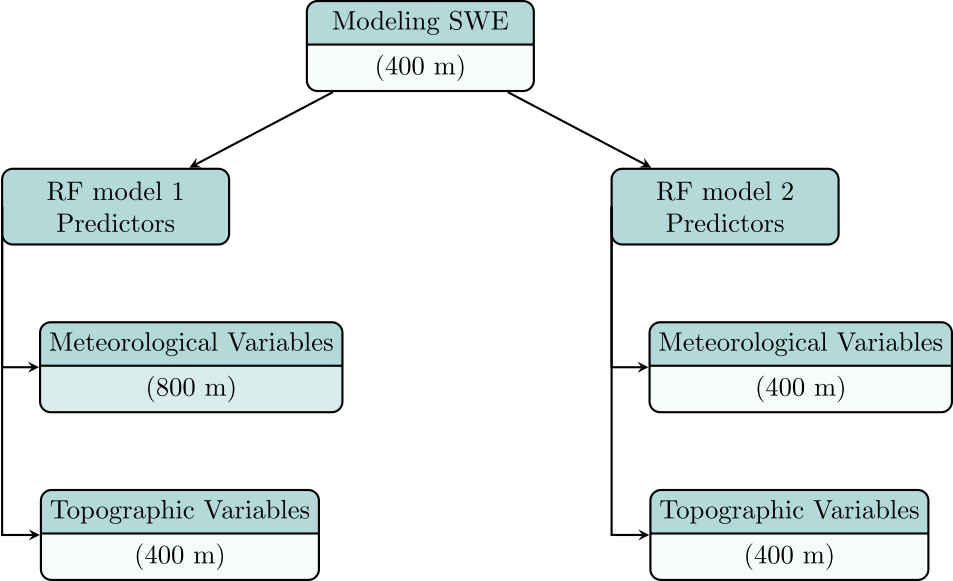 Modeling SWE
(400 m)
RF model 1
Predictors
RF model 2
Predictors
Meteorological Variables
(800 m)
Meteorological Variables
(400 m)
Topographic Variables
(400 m)
Topographic Variables
(400 m)